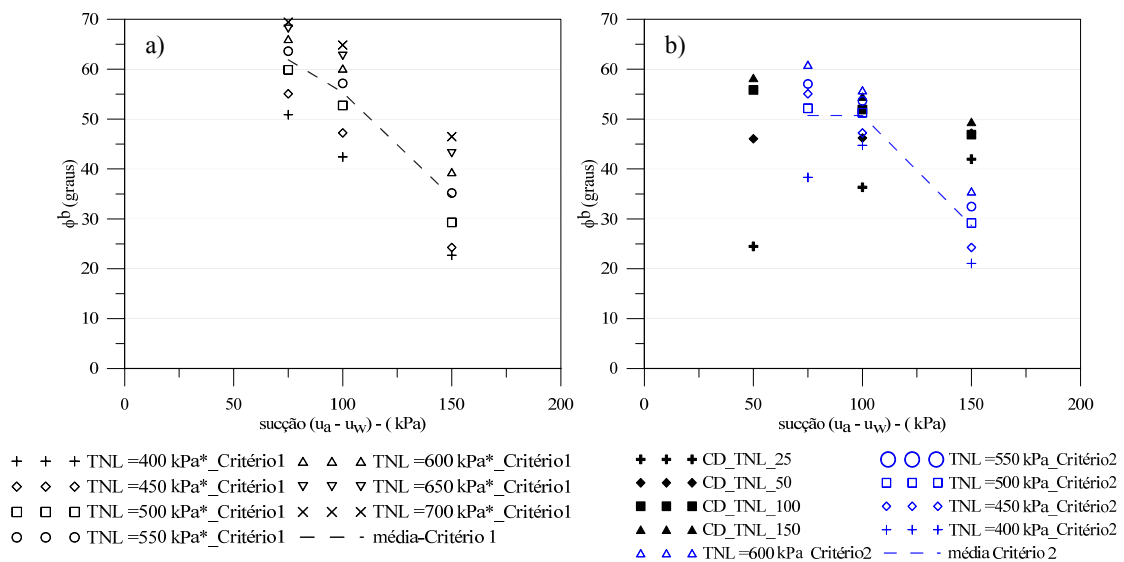 a)
70
60
50
40
30
20
10
0
ϕb (graus)
0 50 100 150 200
sucção (ua - uw) - ( kPa)
TNL =400 kPa*_Critério1
TNL =450 kPa*_Critério1
TNL =500 kPa*_Critério1
TNL =550 kPa*_Critério1
TNL =600 kPa*_Critério1
TNL =650 kPa*_Critério1
TNL =700 kPa*_Critério1
média-Critério 1
b)
70
60
50
40
30
20
10
0
ϕb (graus)
0 50 100 150 200
sucção (ua - uw) - ( kPa)
CD_TNL_25
CD_TNL_50
CD_TNL_100
CD_TNL_150
TNL =600 kPa Critério2
TNL =550 kPa_Critério2
TNL =500 kPa_Critério2
TNL =450 kPa_Critério2
TNL =400 kPa_Critério2
média Critério 2